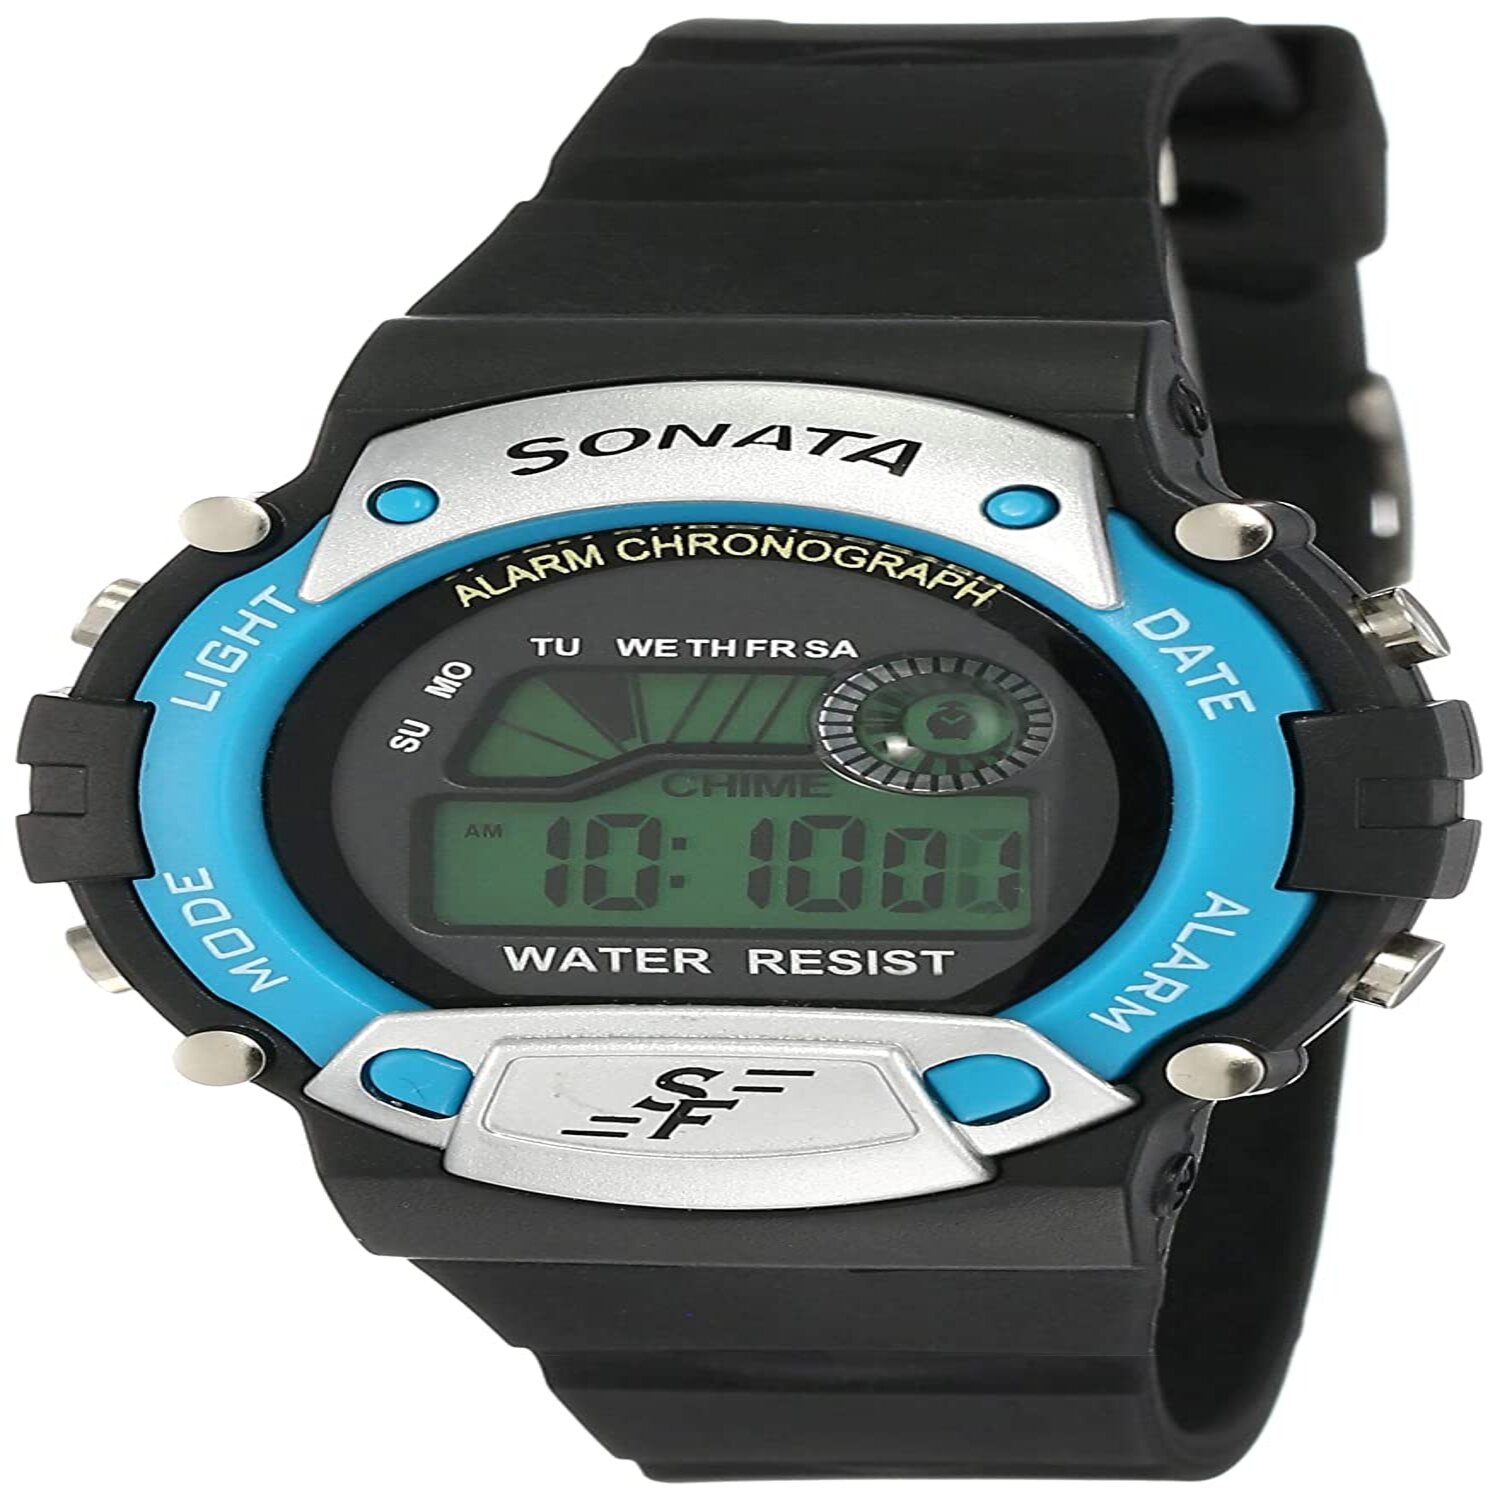 SONATA
ALARM CHRONOGRAPH
LIGHT
DATE
SU MO TU WE TH FR SA
CHIME
AM 10:10 01
MODE
ALARM
WATER RESIST
SF